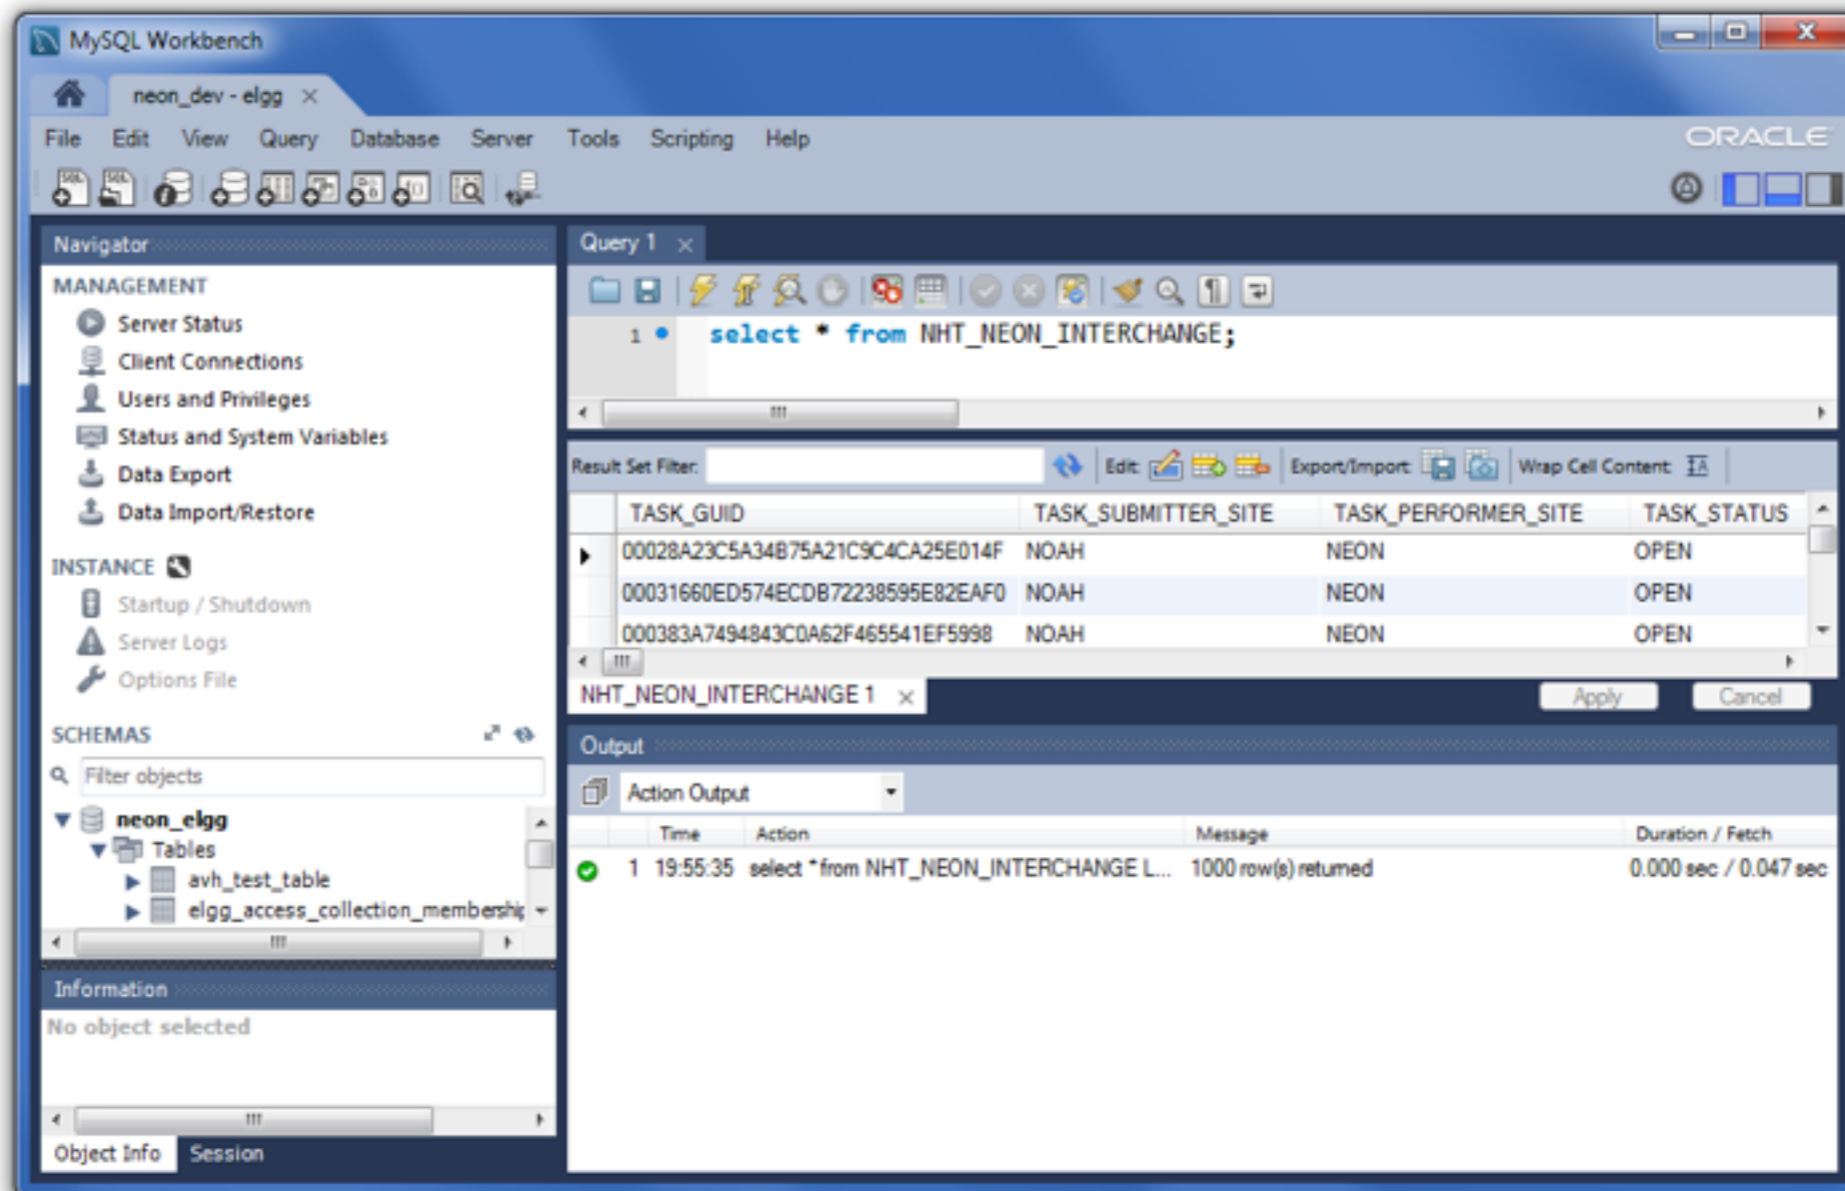 MySQL Workbench
neon_dev - elgg
File Edit View Query Database Server Tools Scripting Help
ORACLE
Navigator
MANAGEMENT
Server Status
Client Connections
Users and Privileges
Status and System Variables
Data Export
Data Import/Restore
INSTANCE
Startup / Shutdown
Server Logs
Options File
SCHEMAS
Filter objects
neon_elgg
Tables
avh_test_table
elgg_access_collection_membership
Information
No object selected
Object Info Session
Query 1
1 select * from NHT_NEON_INTERCHANGE;
Result Set Filter: Edit: Export/Import: Wrap Cell Content:
TASK_GUID TASK_SUBMITTER_SITE TASK_PERFORMER_SITE TASK_STATUS
00028A23C5A34B75A21C9C4CA25E014F NOAH NEON OPEN
00031660ED574ECDB72238595E82EAF0 NOAH NEON OPEN
000383A7494843C0A62F465541EF5998 NOAH NEON OPEN
NHT_NEON_INTERCHANGE 1
Apply Cancel
Output
Action Output
Time Action Message Duration / Fetch
1 19:55:35 select * from NHT_NEON_INTERCHANGE L... 1000 row(s) returned 0.000 sec / 0.047 sec